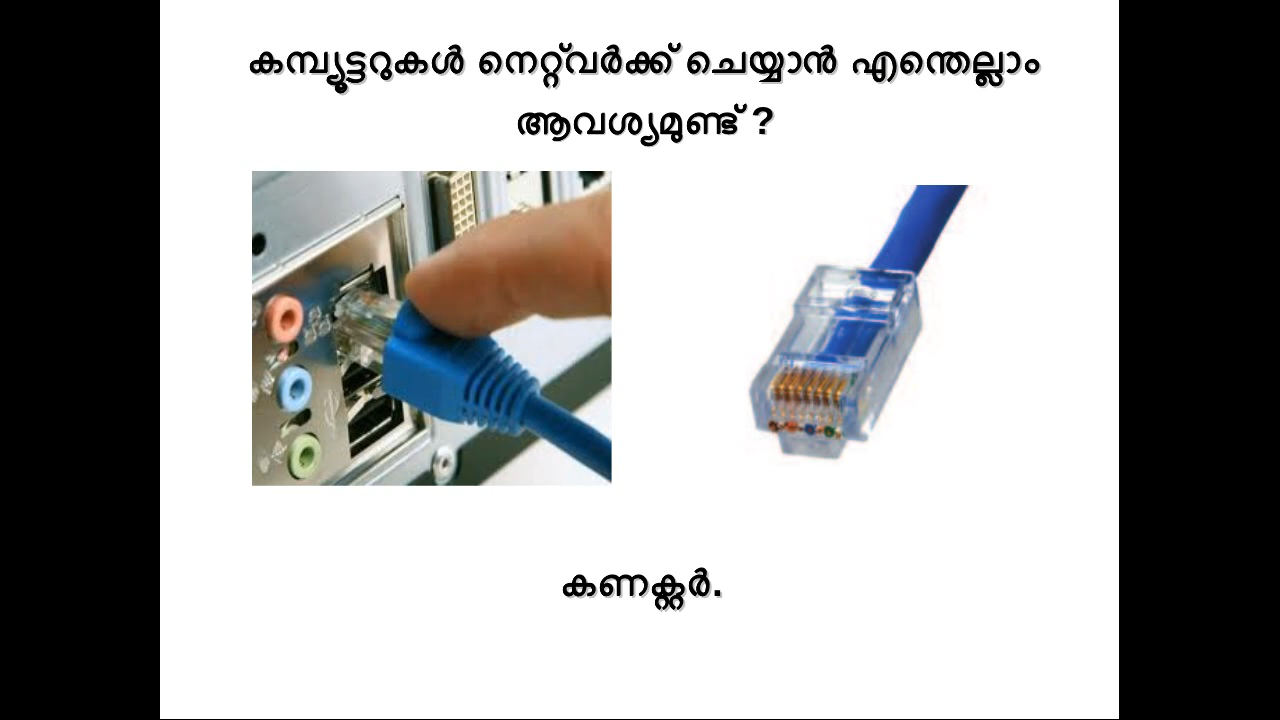 കമ്പ്യൂട്ടറുകൾ നെറ്റ്‌വർക്ക് ചെയ്യാൻ എന്തെല്ലാം
ആവശ്യമുണ്ട് ?
കണക്റ്റർ.